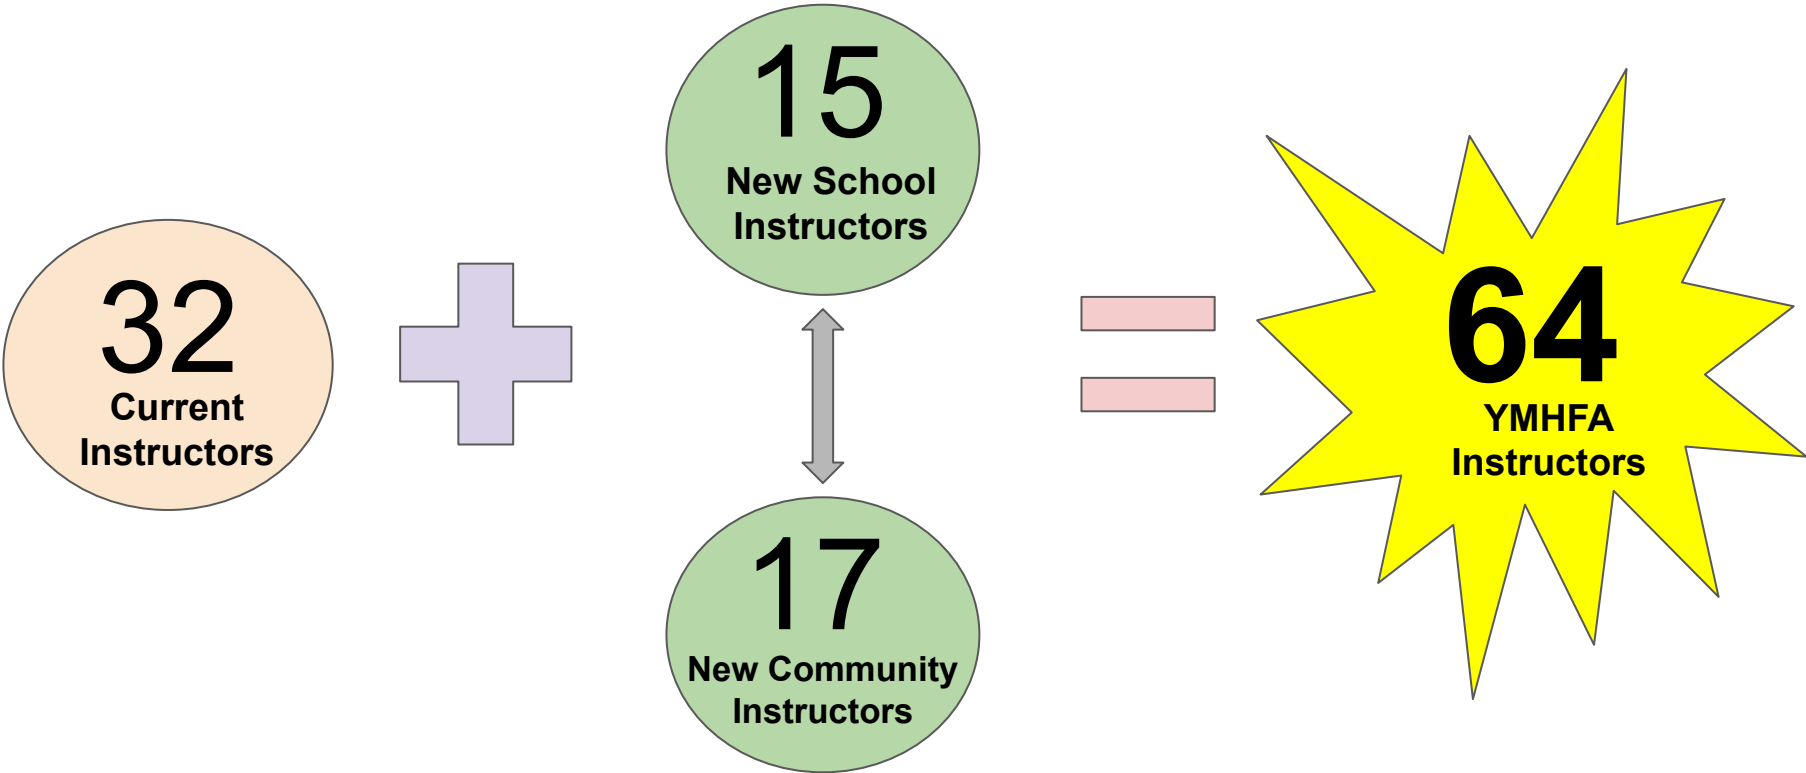 32
Current
Instructors
15
New School
Instructors
17
New Community
Instructors
64
YMHFA
Instructors